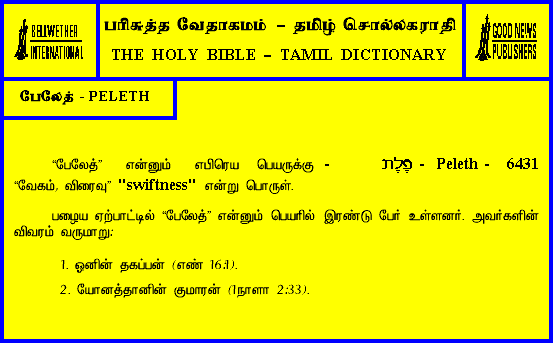 BELLWETHER
INTERNATIONAL
பரிசுத்த வேதாகமம் – தமிழ் சொல்லகராதி
THE HOLY BIBLE – TAMIL DICTIONARY
GOOD NEWS
PUBLISHERS
பேலேத் - PELETH
“பேலேத்” என்னும் எபிரெய பெயருக்கு - פֶּלֶת - Peleth - 6431
“வேகம், விரைவு” "swiftness" என்று பொருள்.
பழைய ஏற்பாட்டில் “பேலேத்” என்னும் பெயரில் இரண்டு பேர் உள்ளனர். அவர்களின்
விவரம் வருமாறு:
1. ஓனின் தகப்பன் (எண் 16:1).
2. யோனத்தானின் குமாரன் (1நாளா 2:33).